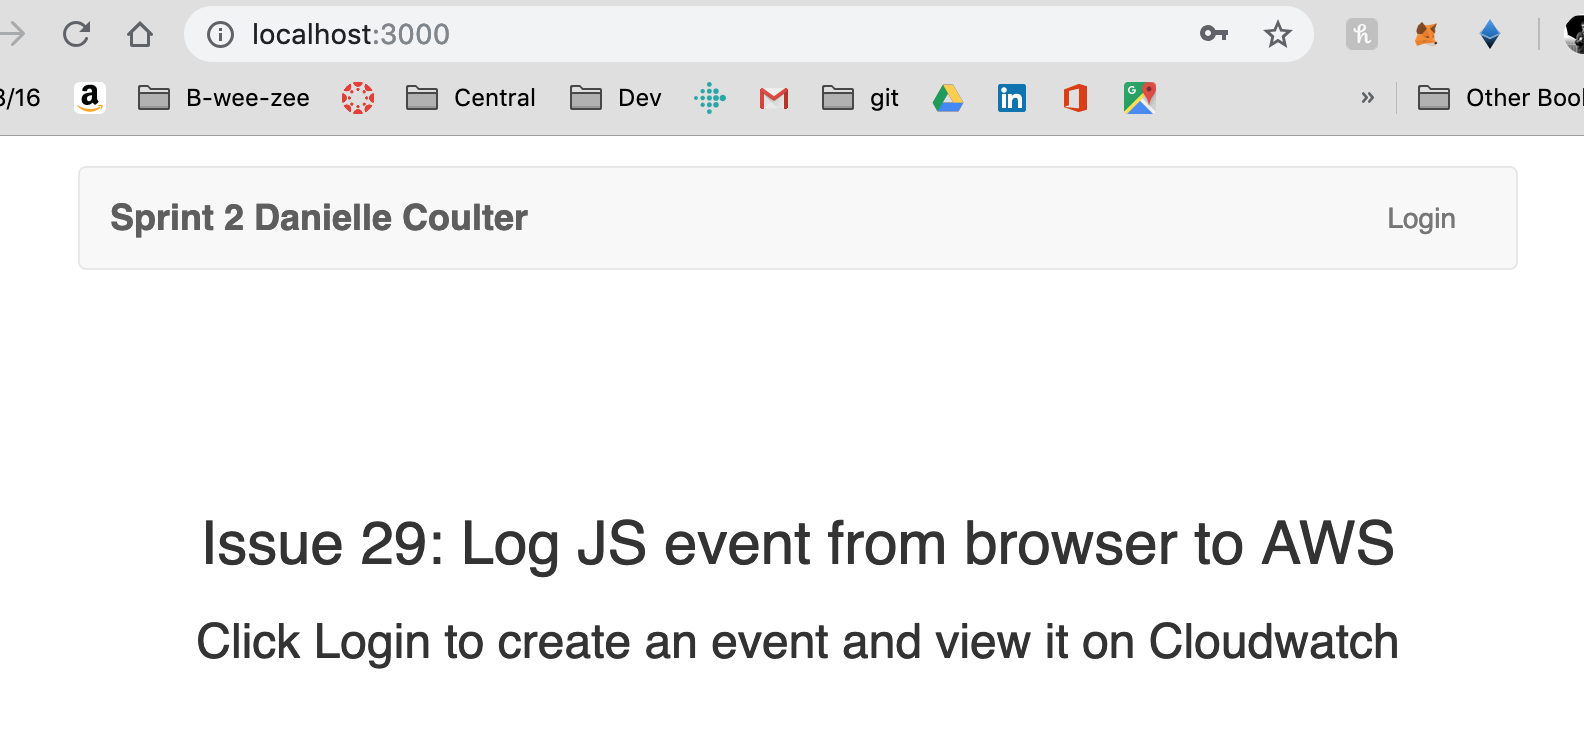 localhost:3000
3/16 B-wee-zee Central Dev git » Other Boo
Sprint 2 Danielle Coulter Login
Issue 29: Log JS event from browser to AWS
Click Login to create an event and view it on Cloudwatch